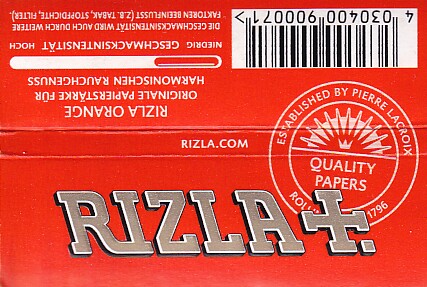 DIE GESCHMACKSINTENSITÄT WIRD AUCH DURCH WEITERE
FAKTOREN BEEINFLUSST (Z.B. TABAK, STOPFDICHTE, FILTER).
NIEDRIG GESCHMACKSINTENSITÄT HOCH
RIZLA ORANGE
ORIGINALE PAPIERSTÄRKE FÜR
HARMONISCHEN RAUCHGENUSS
4 030400 900071 >
RIZLA.COM
ESTABLISHED BY PIERRE LACROIX
QUALITY
PAPERS
1796
RIZLA+.